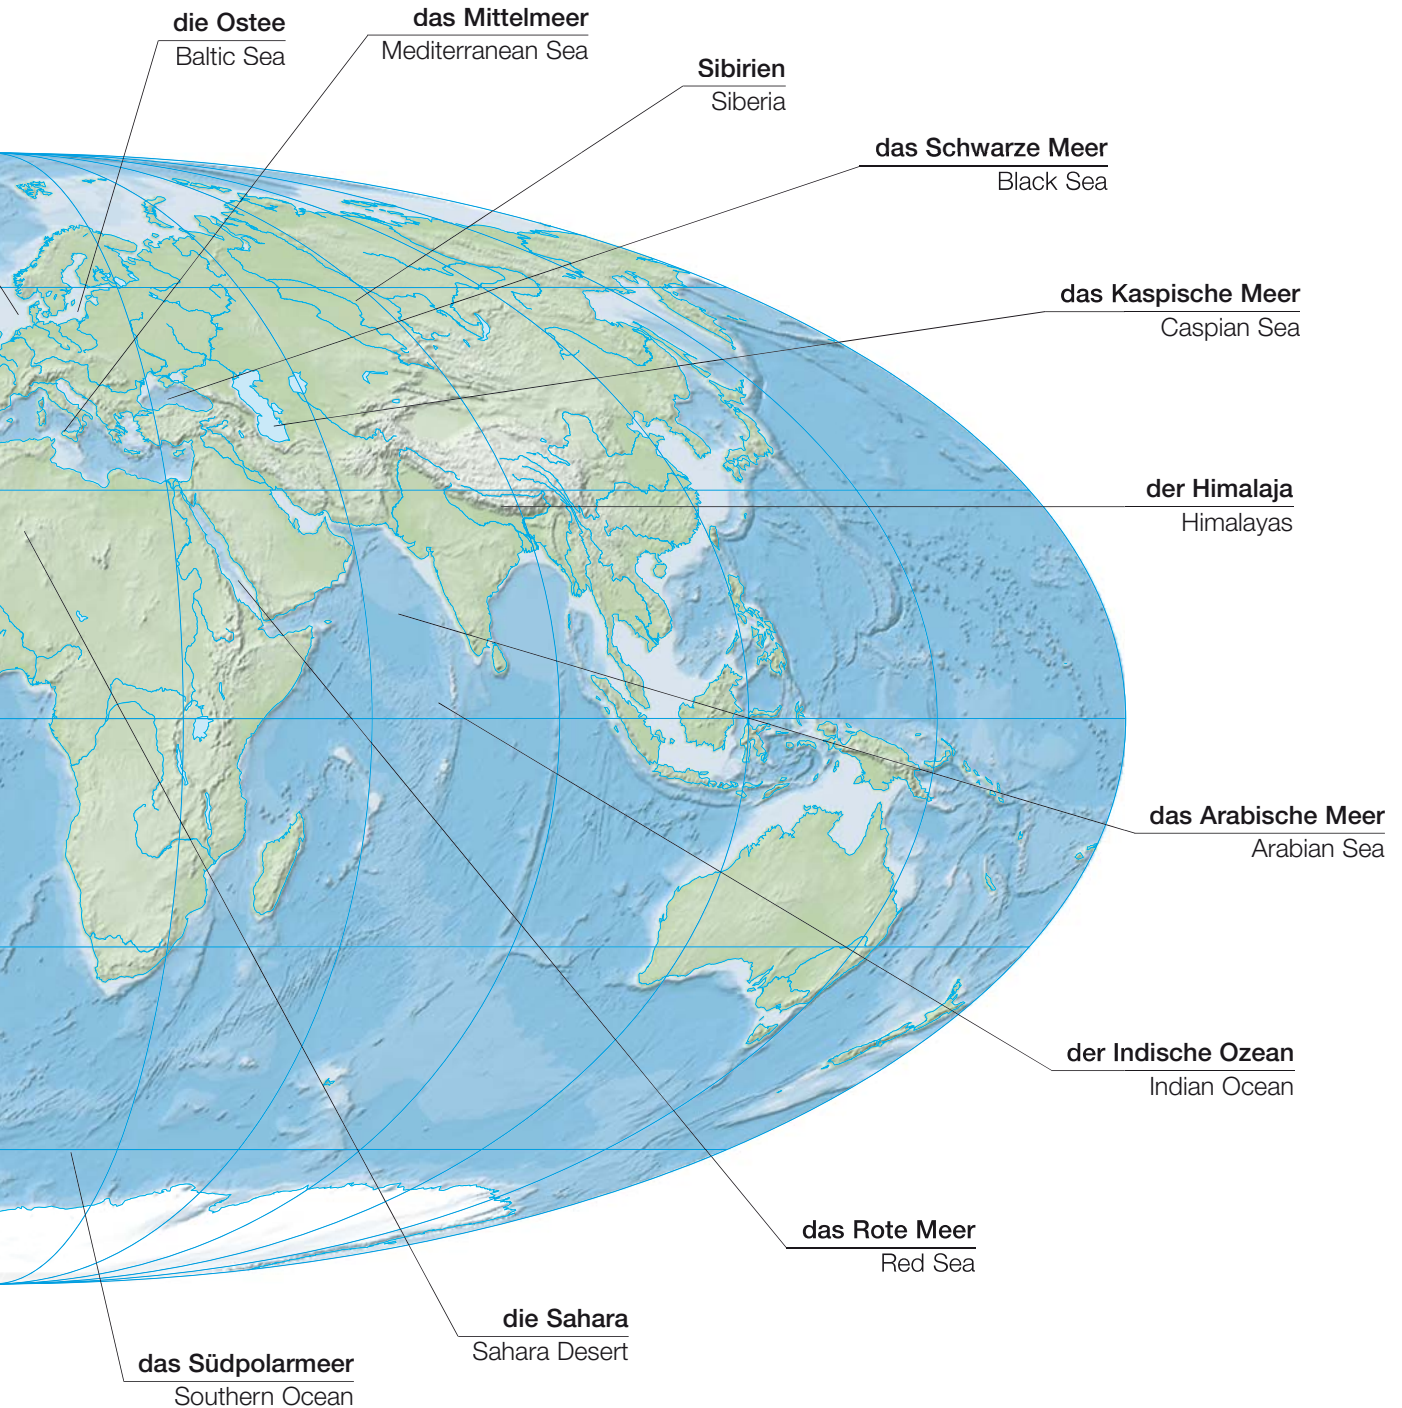 die Ostee
Baltic Sea
das Mittelmeer
Mediterranean Sea
Sibirien
Siberia
das Schwarze Meer
Black Sea
das Kaspische Meer
Caspian Sea
der Himalaja
Himalayas
das Arabische Meer
Arabian Sea
der Indische Ozean
Indian Ocean
das Rote Meer
Red Sea
die Sahara
Sahara Desert
das Südpolarmeer
Southern Ocean